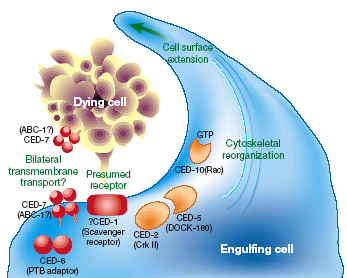 Cell surface
extension
Dying cell
(ABC-1?)
CED-7
GTP
Cytoskeletal
reorganization
CED-10(Rac)
Bilateral
transmembrane
transport?
Presumed
receptor
CED-7
(ABC-1?)
?CED-1
(Scavenger
receptor)
CED-5
(DOCK-180)
CED-2
(Crk II)
Engulfing cell
CED-6
(PTB adaptor)